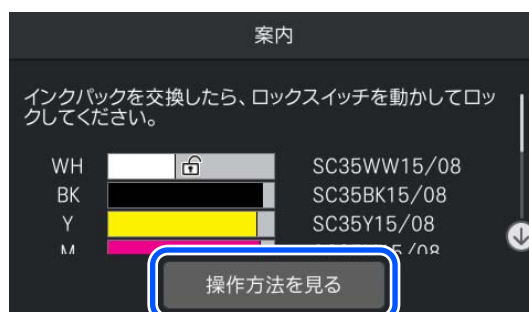 案内
インクパックを交換したら、ロックスイッチを動かしてロッ
クしてください。
WH SC35WW15/08
BK SC35BK15/08
Y SC35Y15/08
M
操作方法を見る